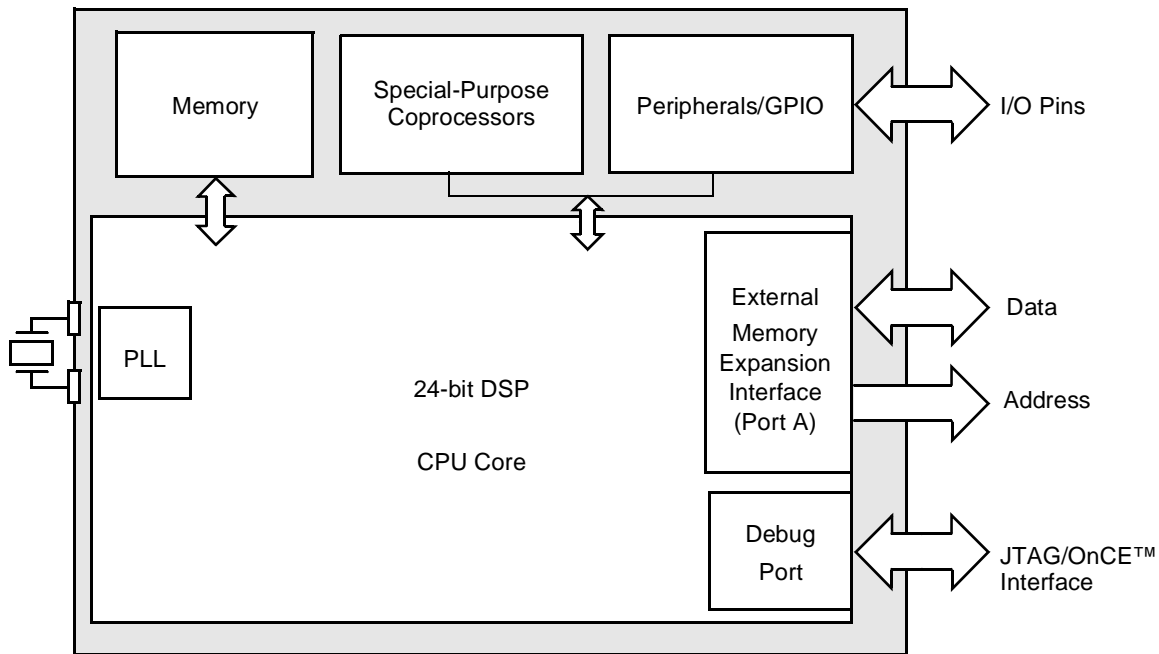 Memory
Special-Purpose
Coprocessors
Peripherals/GPIO
I/O Pins
PLL
24-bit DSP
CPU Core
External
Memory
Expansion
Interface
(Port A)
Data
Address
Debug
Port
JTAG/OnCE™
Interface